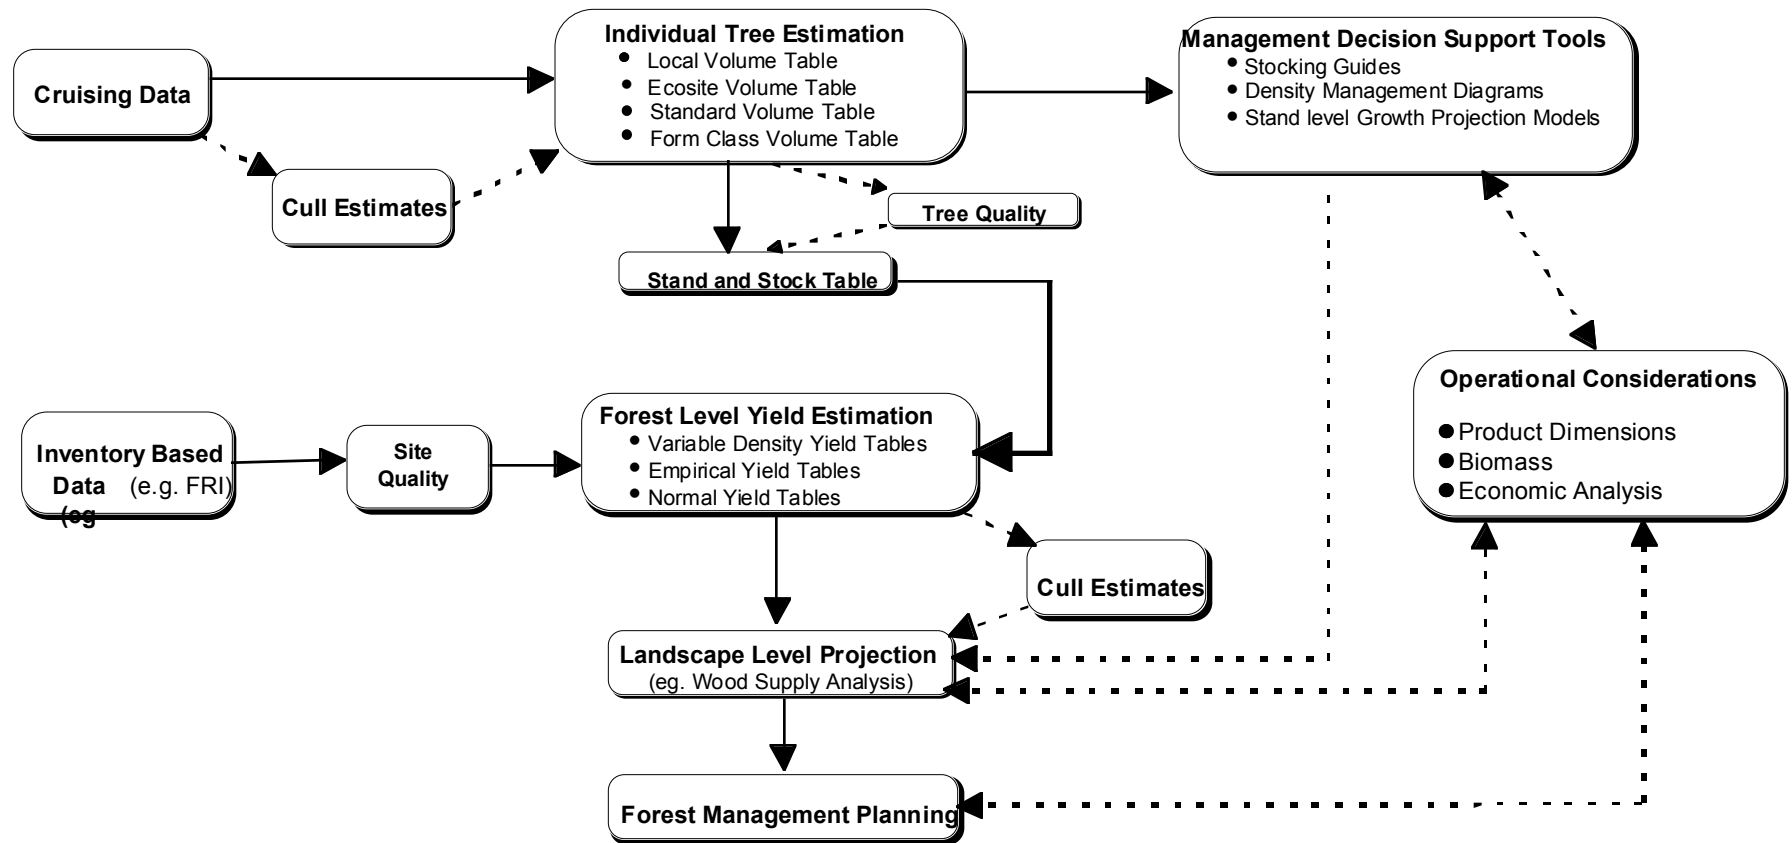 Individual Tree Estimation
• Local Volume Table
• Ecosite Volume Table
• Standard Volume Table
• Form Class Volume Table
Management Decision Support Tools
• Stocking Guides
• Density Management Diagrams
• Stand level Growth Projection Models
Cruising Data
Cull Estimates
Tree Quality
Stand and Stock Table
Operational Considerations
• Product Dimensions
• Biomass
• Economic Analysis
Forest Level Yield Estimation
• Variable Density Yield Tables
• Empirical Yield Tables
• Normal Yield Tables
Inventory Based
Data (e.g. FRI)
(eg
Site
Quality
Cull Estimates
Landscape Level Projection
(eg. Wood Supply Analysis)
Forest Management Planning